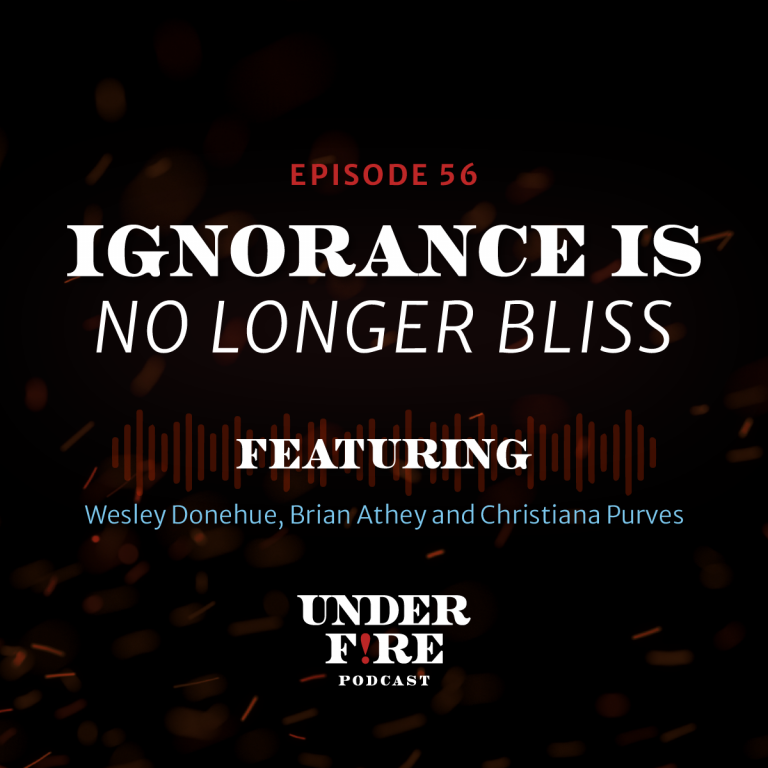 EPISODE 56
IGNORANCE IS
NO LONGER BLISS
FEATURING
Wesley Donehue, Brian Athey and Christiana Purves
UNDER
F!RE
PODCAST